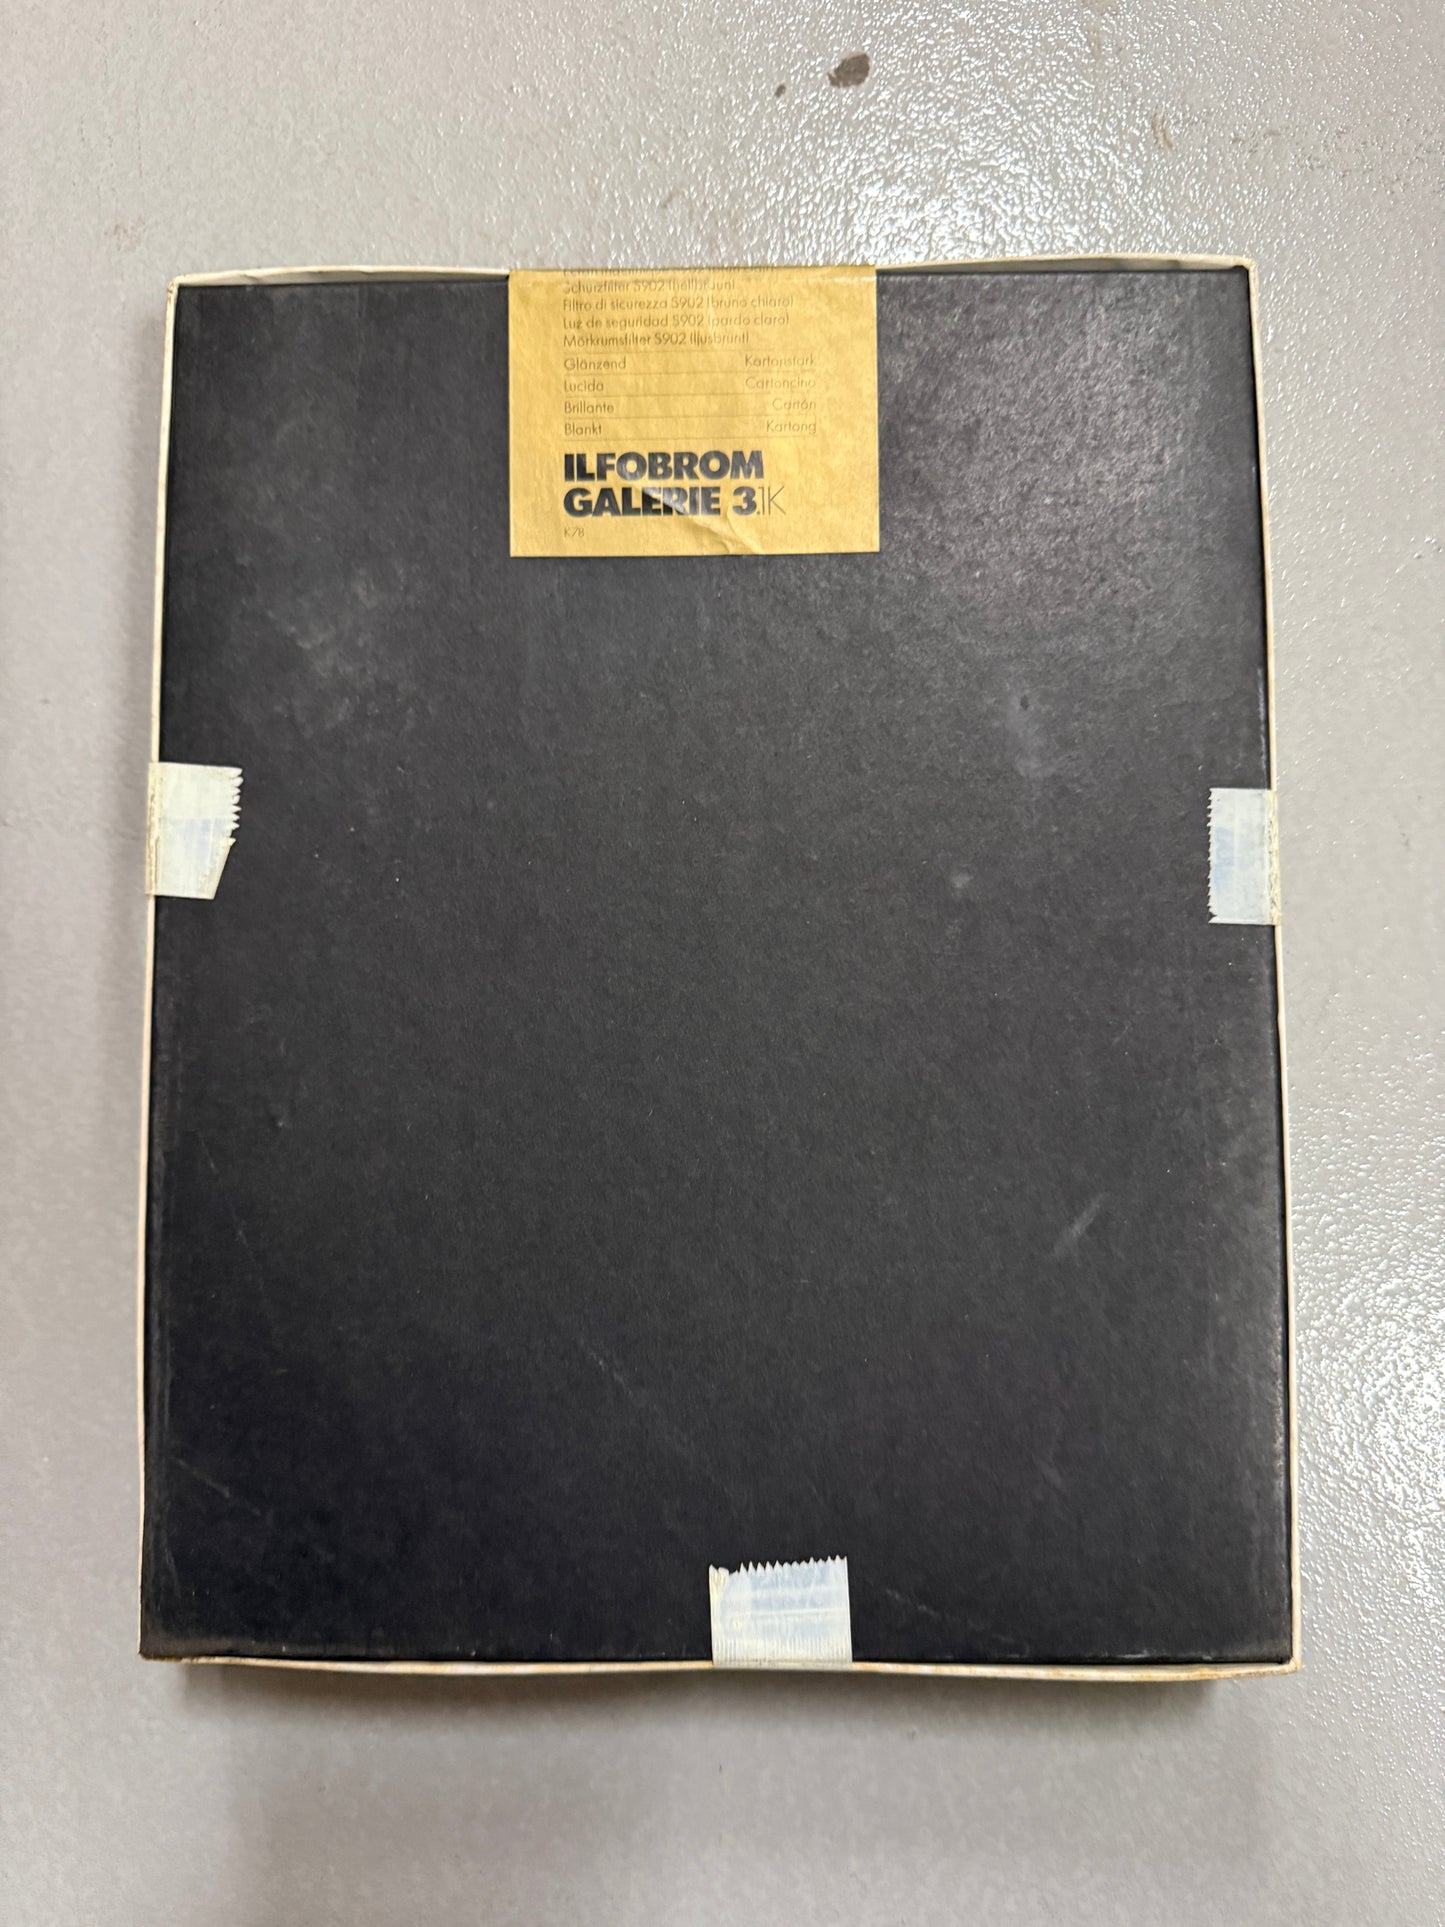 Schutzfilter S902 (hellbraun)
Filtro di sicurezza S902 (bruno chiaro)
Luz de seguridad S902 (pardo claro)
Mörkrumsfilter S902 (ljusbrunt)
Glänzend Kartonstark
Lucida Cartoncino
Brillante Cartón
Blankt Kartong
ILFOBROM
GALERIE 3.1K
K78